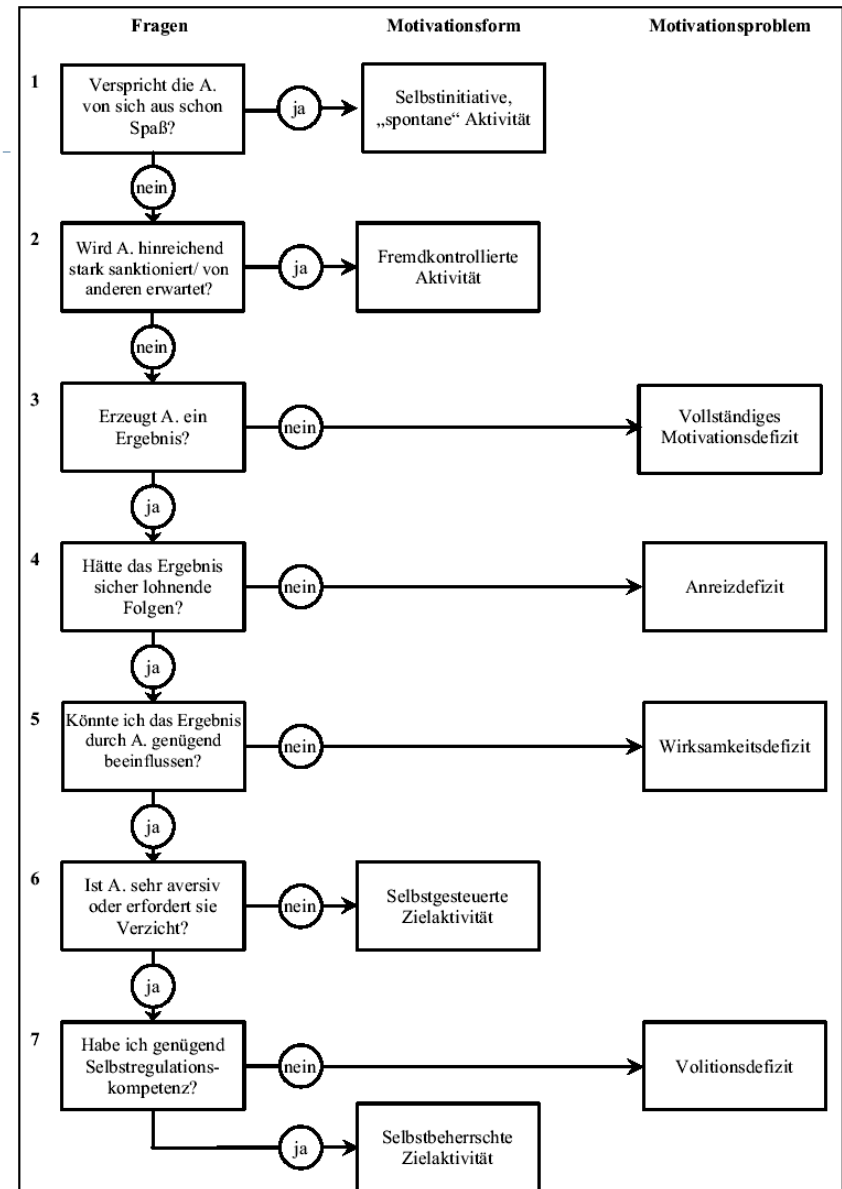 Fragen Motivationsform Motivationsproblem
1
Verspricht die A.
von sich aus schon
Spaß?
ja
Selbstinitiative,
„spontane“ Aktivität
nein
2
Wird A. hinreichend
stark sanktioniert/ von
anderen erwartet?
ja
Fremdkontrollierte
Aktivität
nein
3
Erzeugt A. ein
Ergebnis?
nein
Vollständiges
Motivationsdefizit
ja
4
Hätte das Ergebnis
sicher lohnende
Folgen?
nein
Anreizdefizit
ja
5
Könnte ich das Ergebnis
durch A. genügend
beeinflussen?
nein
Wirksamkeitsdefizit
ja
6
Ist A. sehr aversiv
oder erfordert sie
Verzicht?
nein
Selbstgesteuerte
Zielaktivität
ja
7
Habe ich genügend
Selbstregulations-
kompetenz?
nein
Volitionsdefizit
ja
Selbstbeherrschte
Zielaktivität